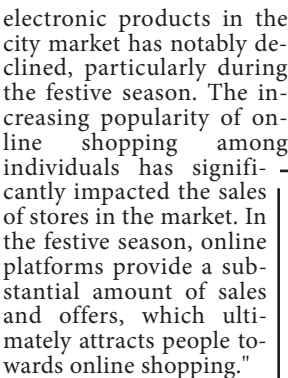 electronic products in the
city market has notably de-
clined, particularly during
the festive season. The in-
creasing popularity of on-
line shopping among
individuals has signifi-
cantly impacted the sales
of stores in the market. In
the festive season, online
platforms provide a sub-
stantial amount of sales
and offers, which ulti-
mately attracts people to-
wards online shopping."